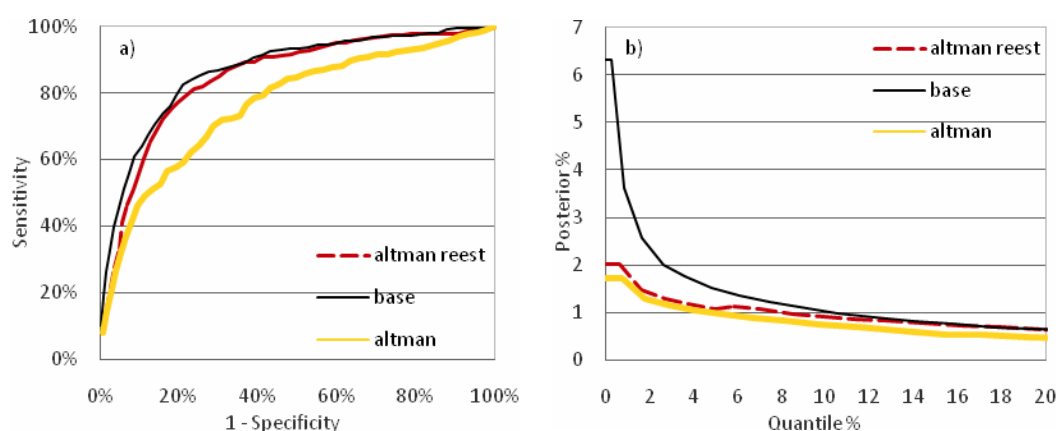 a)
100%
80%
60%
40%
20%
0%
Sensitivity
altman reest
base
altman
0% 20% 40% 60% 80% 100%
1 - Specificity
b)
7
6
5
4
3
2
1
0
Posterior %
altman reest
base
altman
0 2 4 6 8 10 12 14 16 18 20
Quantile %